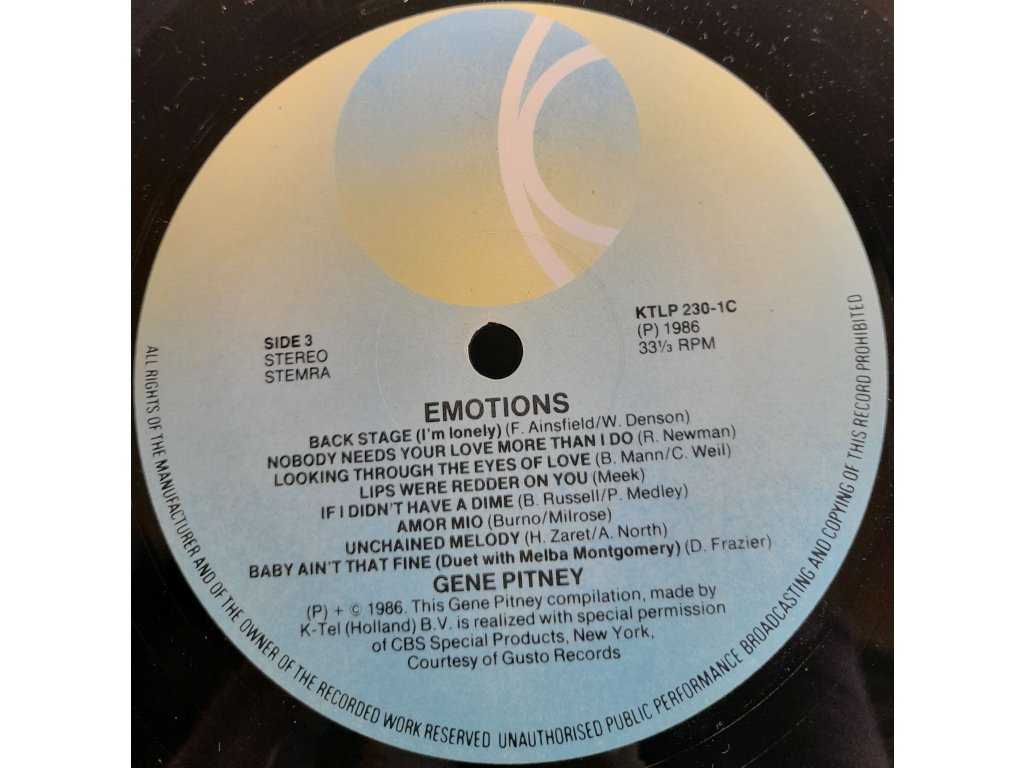 SIDE 3
STEREO
STEMRA
KTLP 230-1C
(P) 1986
33⅓ RPM
EMOTIONS
BACK STAGE (I'm lonely) (F. Ainsfield/W. Denson)
NOBODY NEEDS YOUR LOVE MORE THAN I DO (R. Newman)
LOOKING THROUGH THE EYES OF LOVE (B. Mann/C. Weil)
LIPS WERE REDDER ON YOU (Meek)
IF I DIDN'T HAVE A DIME (B. Russell/P. Medley)
AMOR MIO (Burno/Milrose)
UNCHAINED MELODY (H. Zaret/A. North)
BABY AIN'T THAT FINE (Duet with Melba Montgomery) (D. Frazier)
GENE PITNEY
(P) + © 1986. This Gene Pitney compilation, made by
K-Tel (Holland) B.V. is realized with special permission
of CBS Special Products, New York,
Courtesy of Gusto Records
ALL RIGHTS OF THE MANUFACTURER AND OF THE OWNER OF THE RECORDED WORK RESERVED UNAUTHORISED PUBLIC PERFORMANCE BROADCASTING AND COPYING OF THIS RECORD PROHIBITED